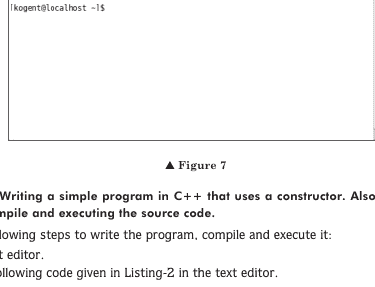 [kogent@localhost ~]$
▲ Figure 7
Writing a simple program in C++ that uses a constructor. Also
mpile and executing the source code.
lowing steps to write the program, compile and execute it:
t editor.
ollowing code given in Listing-2 in the text editor.